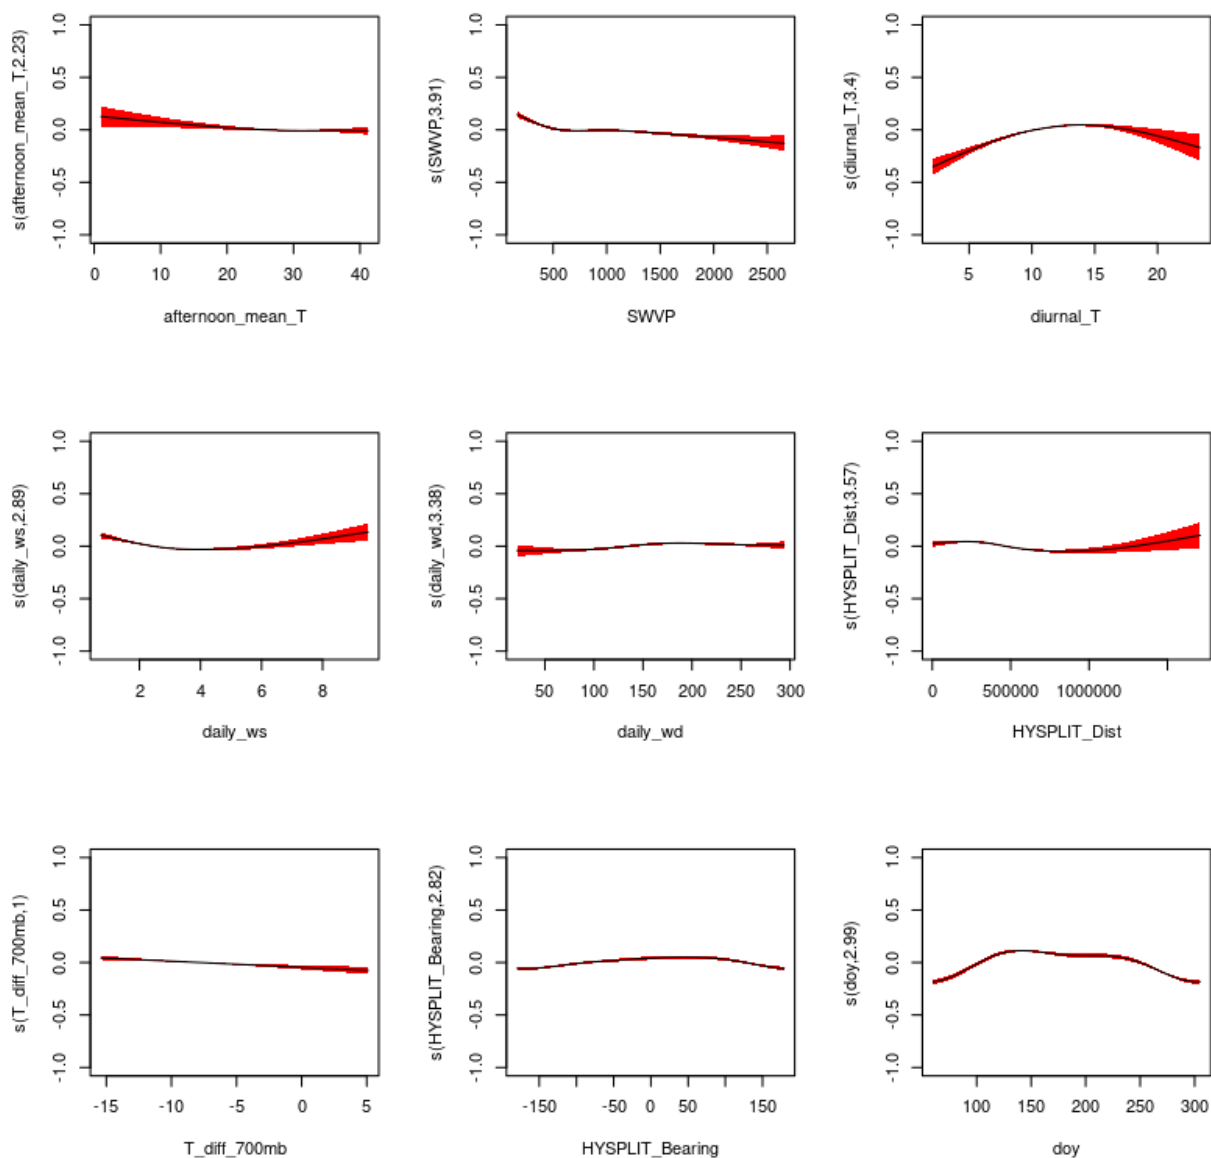 s(afternoon_mean_T,2.23)
-1.0 -0.5 0.0 0.5 1.0
0 10 20 30 40
afternoon_mean_T
s(SWVP,3.91)
-1.0 -0.5 0.0 0.5 1.0
500 1000 1500 2000 2500
SWVP
s(diurnal_T,3.4)
-1.0 -0.5 0.0 0.5 1.0
5 10 15 20
diurnal_T
s(daily_ws,2.89)
-1.0 -0.5 0.0 0.5 1.0
2 4 6 8
daily_ws
s(daily_wd,3.38)
-1.0 -0.5 0.0 0.5 1.0
50 100 150 200 250 300
daily_wd
s(HYSPLIT_Dist,3.57)
-1.0 -0.5 0.0 0.5 1.0
0 500000 1000000
HYSPLIT_Dist
s(T_diff_700mb,1)
-1.0 -0.5 0.0 0.5 1.0
-15 -10 -5 0 5
T_diff_700mb
s(HYSPLIT_Bearing,2.82)
-1.0 -0.5 0.0 0.5 1.0
-150 -50 0 50 150
HYSPLIT_Bearing
s(doy,2.99)
-1.0 -0.5 0.0 0.5 1.0
100 150 200 250 300
doy